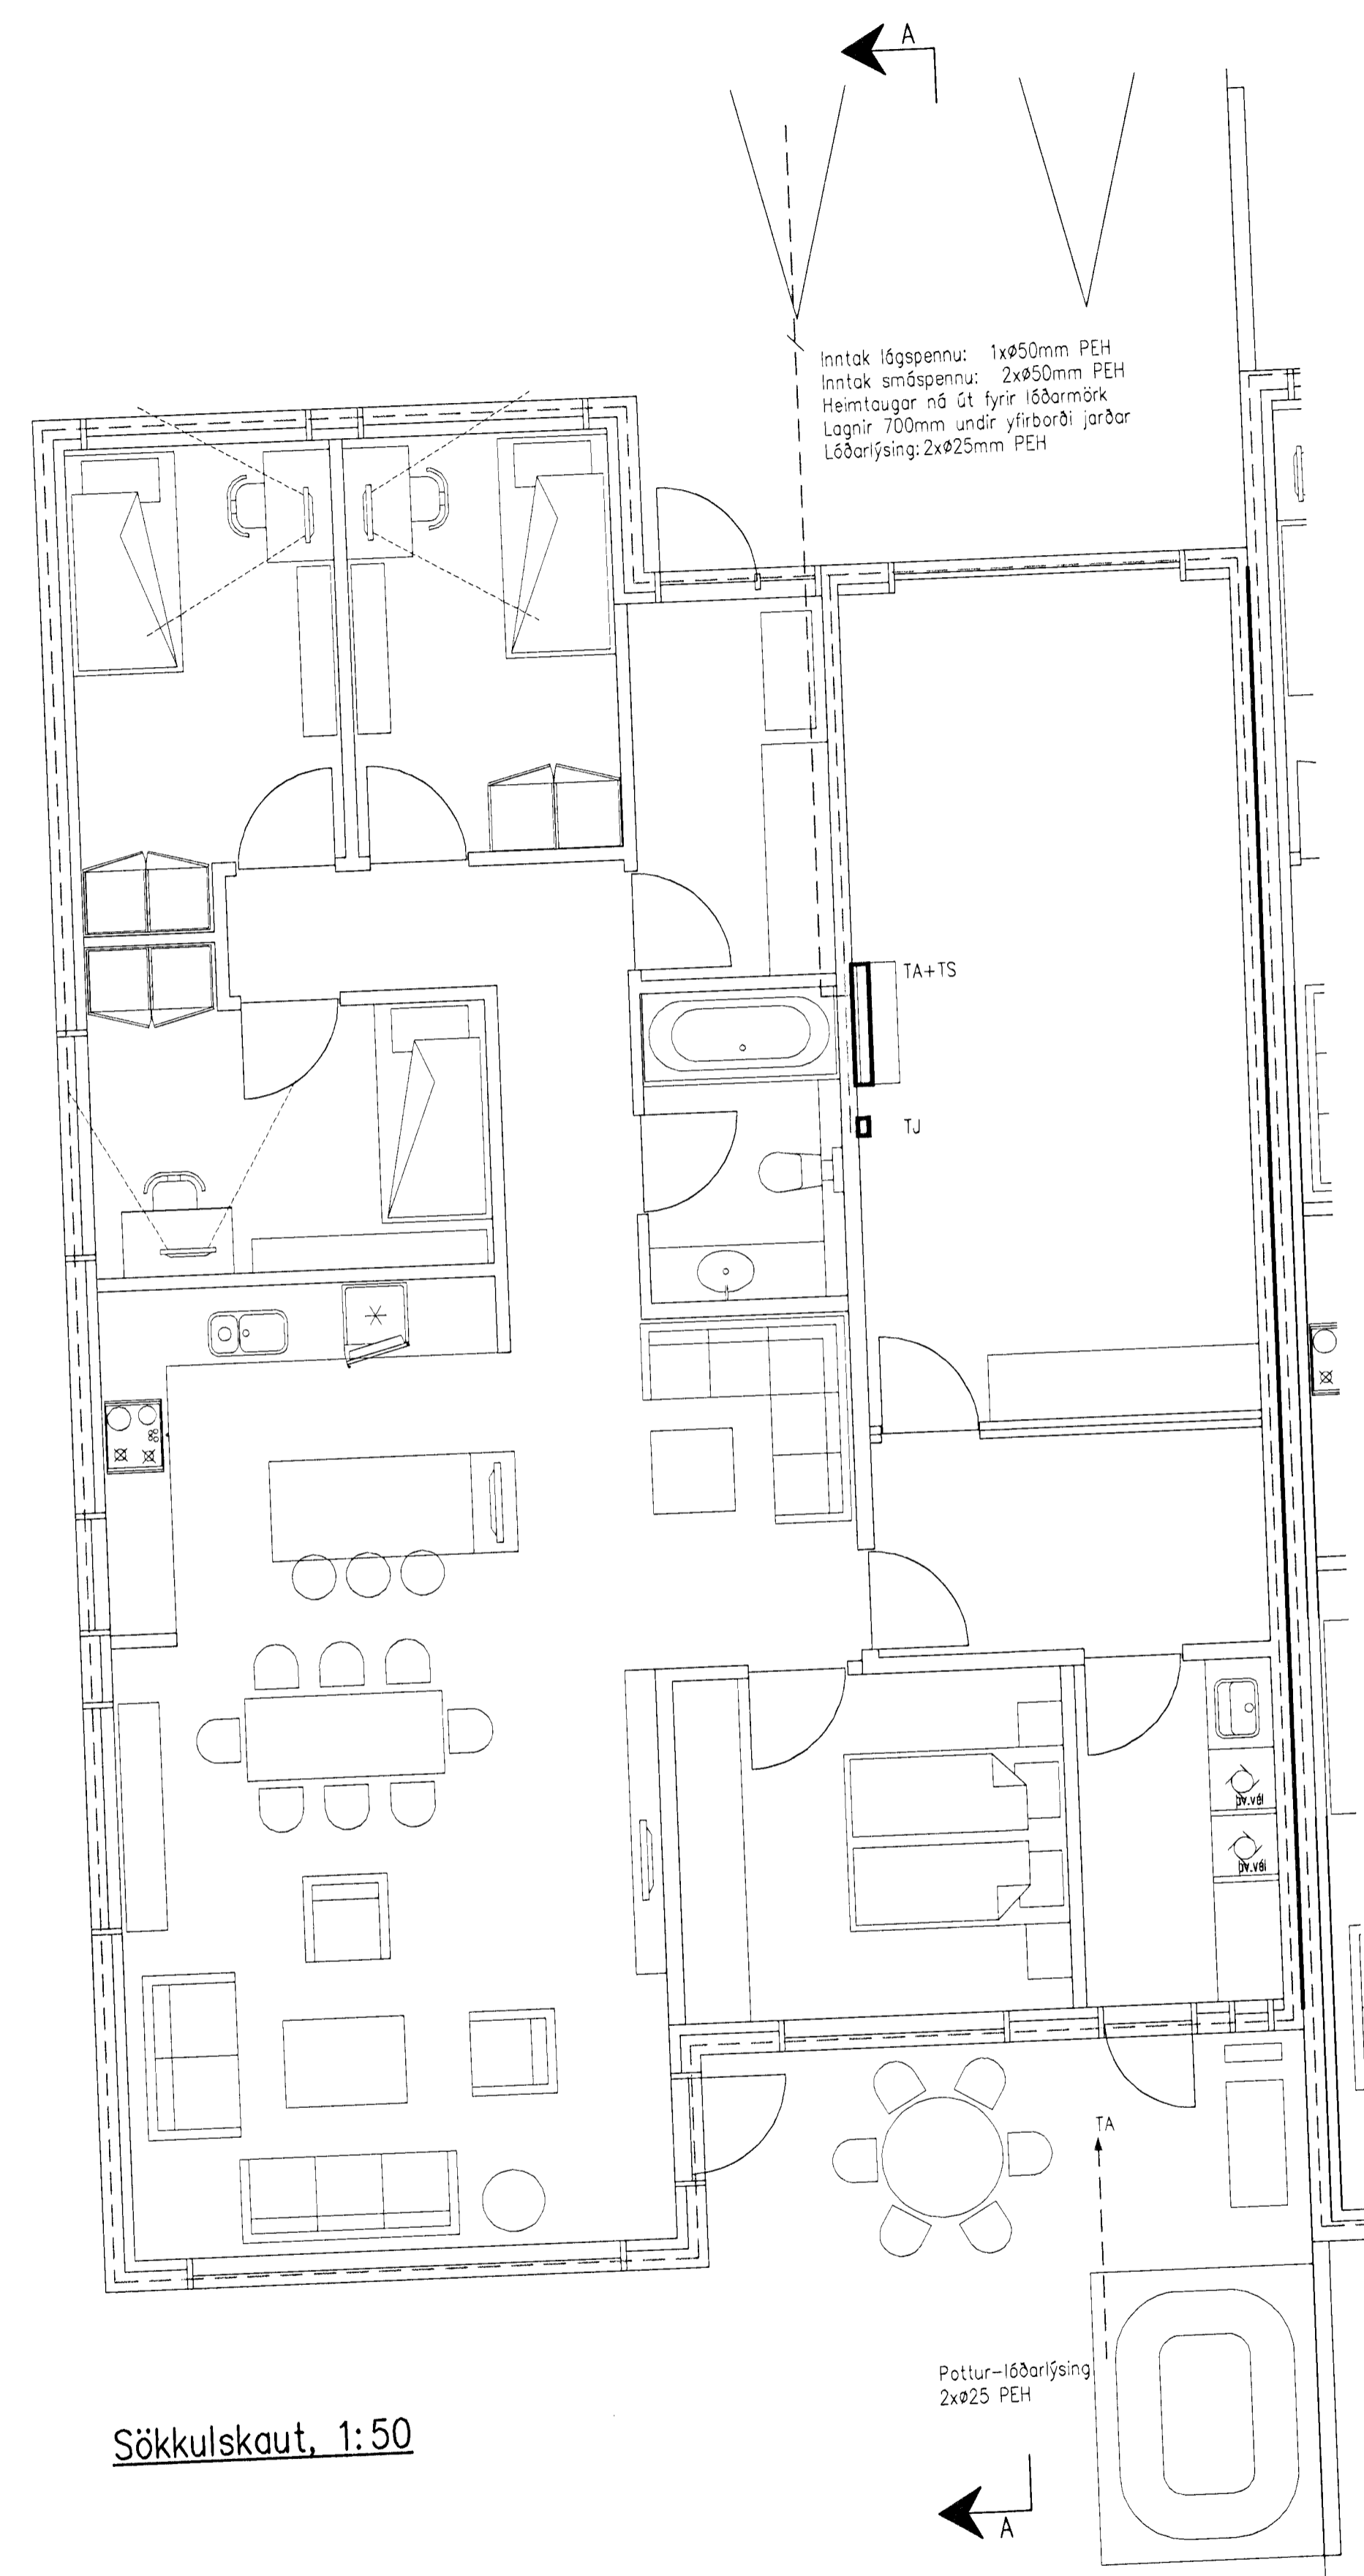 A
Inntak lágspennu: 1xø50mm PEH
Inntak smáspennu: 2xø50mm PEH
Heimtaugar ná út fyrir lóðarmörk
Lagnir 700mm undir yfirborði jarðar
Lóðarlýsing: 2xø25mm PEH
TA+TS
TJ
þv.vél
þv.vél
TA
Pottur-lóðarlýsing
2xø25 PEH
Sökkulskaut, 1:50
A